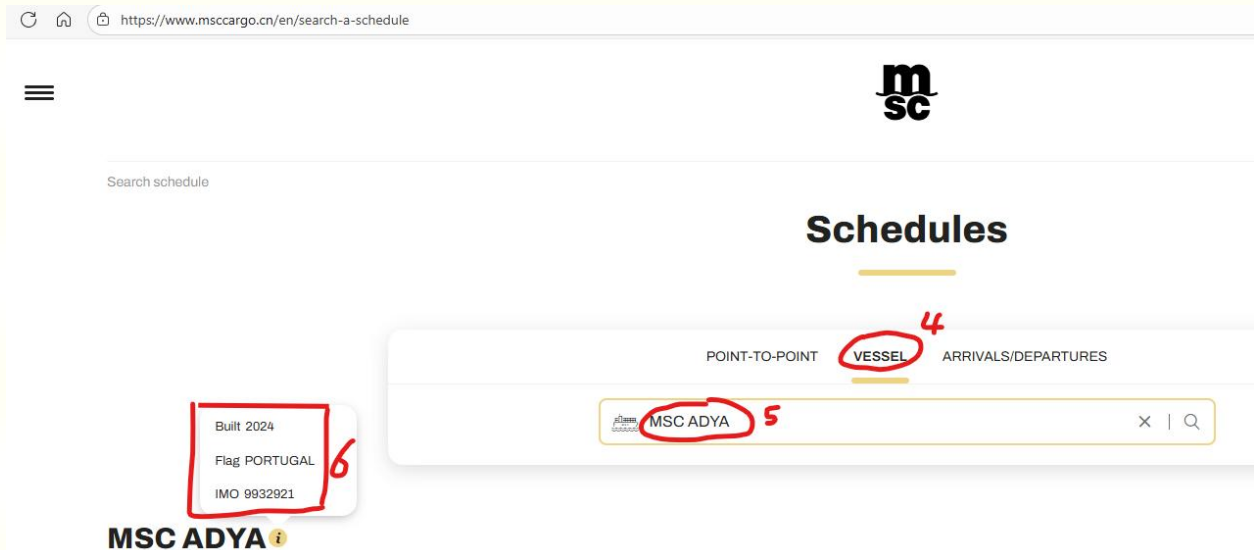 https://www.msccargo.cn/en/search-a-schedule
msc
Search schedule
Schedules
4
POINT-TO-POINT VESSEL ARRIVALS/DEPARTURES
MSC ADYA 5
Built 2024
Flag PORTUGAL
6
IMO 9932921
MSC ADYA i